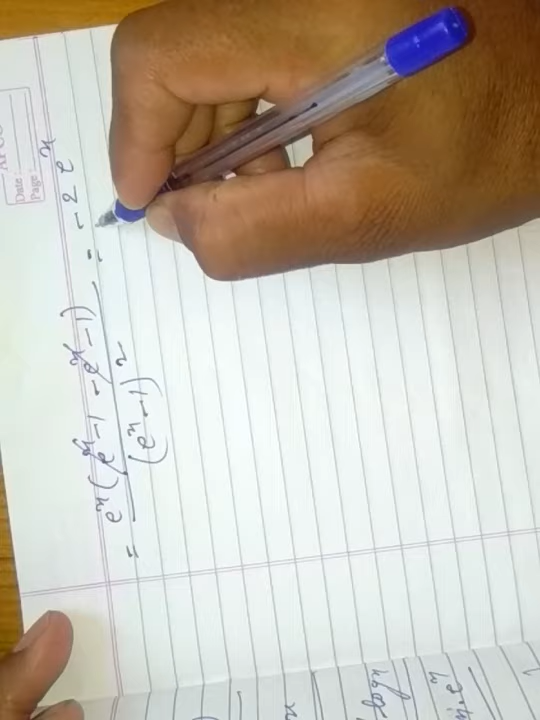 Date :
Page :
= e^x (e^x - 1 - e^x - 1) / (e^x - 1)^2 = - 2 e^x